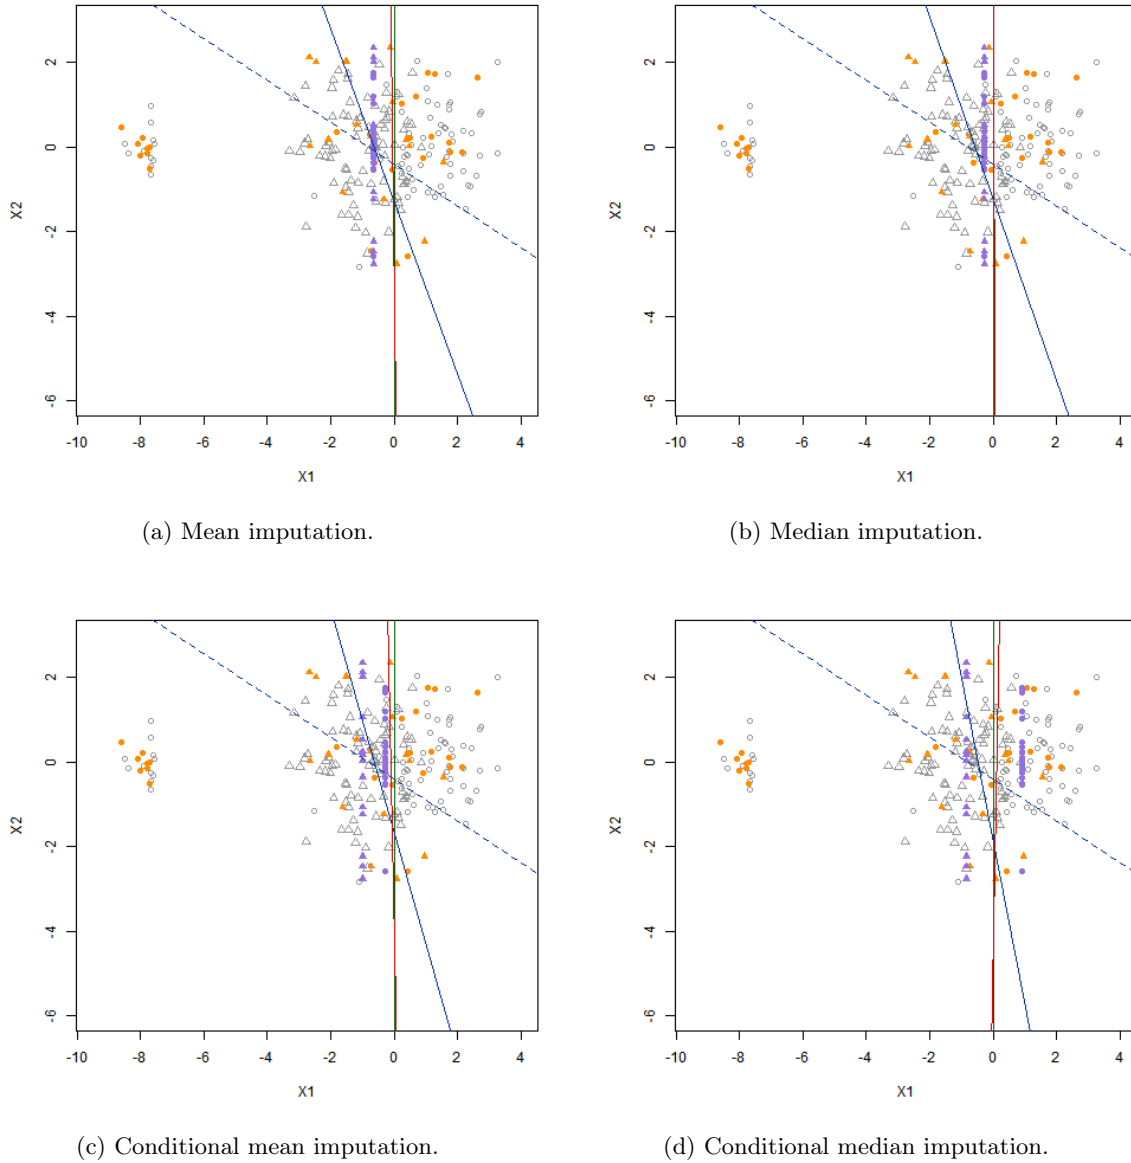 2
2
0
0
X2
X2
-2
-2
-4
-4
-6
-6
-10 -8 -6 -4 -2 0 2 4
-10 -8 -6 -4 -2 0 2 4
X1
X1
(a) Mean imputation.
(b) Median imputation.
2
2
0
0
X2
X2
-2
-2
-4
-4
-6
-6
-10 -8 -6 -4 -2 0 2 4
-10 -8 -6 -4 -2 0 2 4
X1
X1
(c) Conditional mean imputation.
(d) Conditional median imputation.